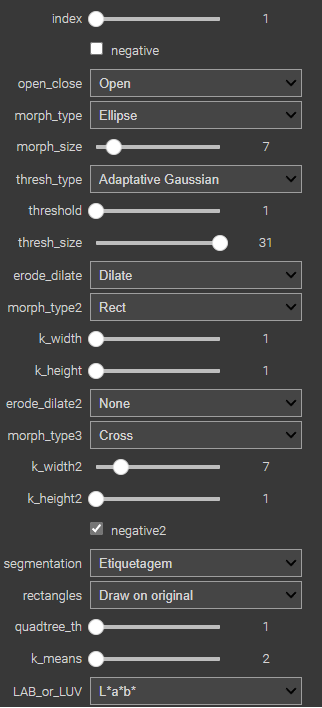 index 1
negative
open_close Open
morph_type Ellipse
morph_size 7
thresh_type Adaptative Gaussian
threshold 1
thresh_size 31
erode_dilate Dilate
morph_type2 Rect
k_width 1
k_height 1
erode_dilate2 None
morph_type3 Cross
k_width2 7
k_height2 1
negative2
segmentation Etiquetagem
rectangles Draw on original
quadtree_th 1
k_means 2
LAB_or_LUV L*a*b*